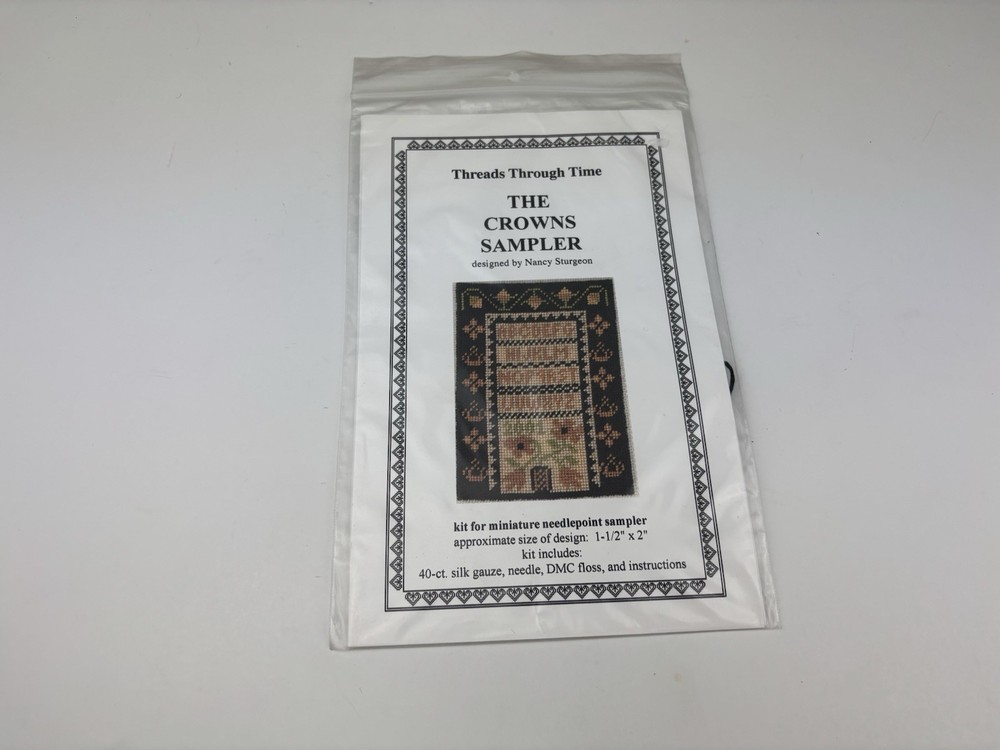 Threads Through Time
THE
CROWNS
SAMPLER
designed by Nancy Sturgeon
kit for miniature needlepoint sampler
approximate size of design: 1-1/2" x 2"
kit includes:
40-ct. silk gauze, needle, DMC floss, and instructions